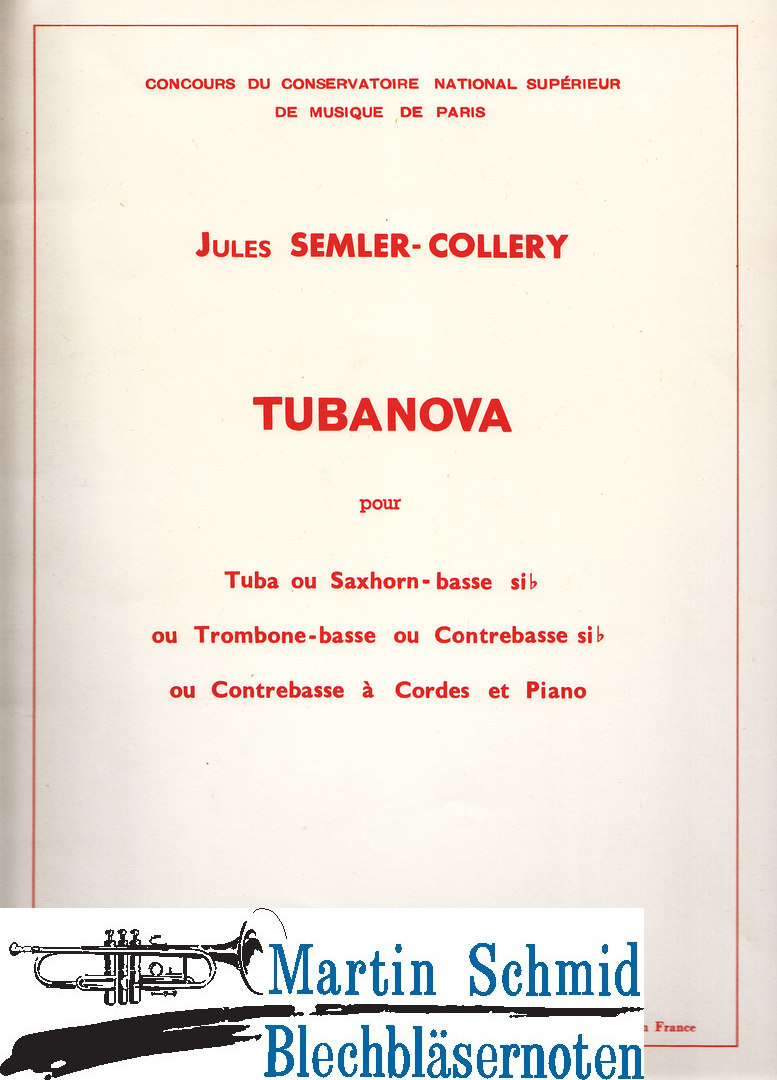 CONCOURS DU CONSERVATOIRE NATIONAL SUPÉRIEUR
DE MUSIQUE DE PARIS
JULES SEMLER-COLLERY
TUBANOVA
pour
Tuba ou Saxhorn-basse si♭
ou Trombone-basse ou Contrebasse si♭
ou Contrebasse à Cordes et Piano
Martin Schmid
France
Blechbläsernoten